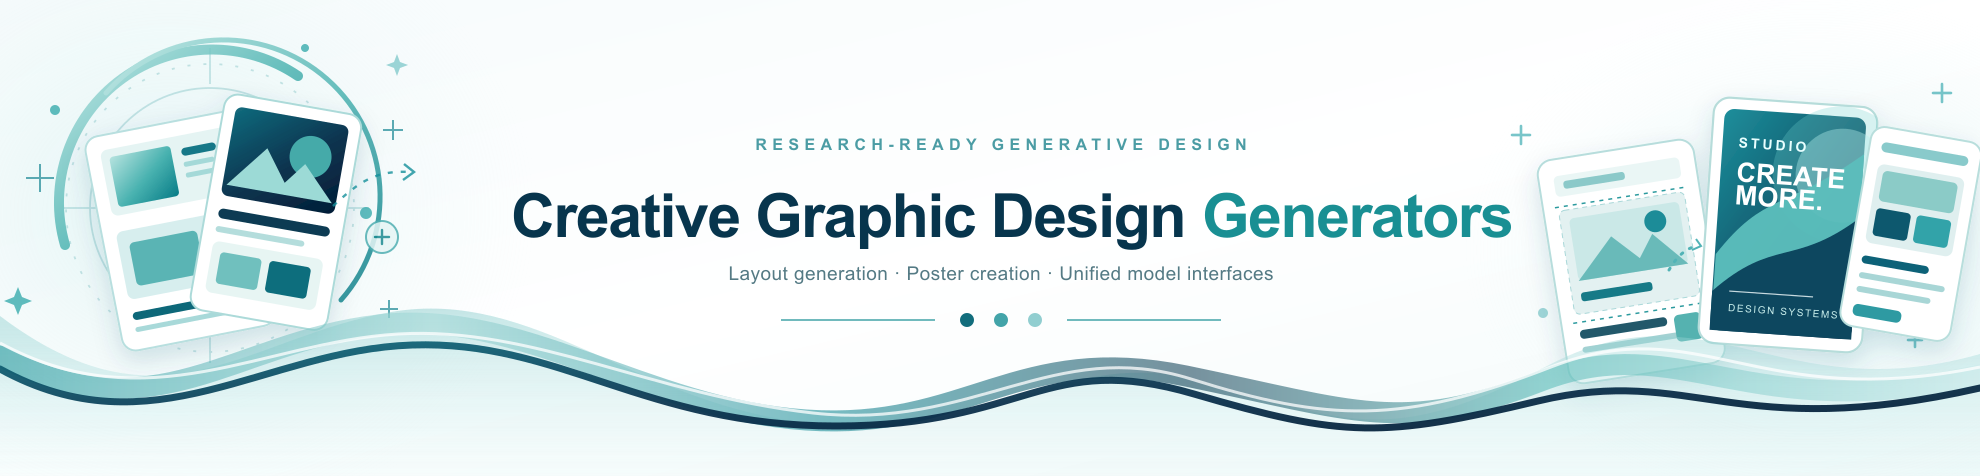 RESEARCH-READY GENERATIVE DESIGN
Creative Graphic Design Generators
Layout generation · Poster creation · Unified model interfaces
STUDIO
CREATE
MORE.
DESIGN SYSTEMS